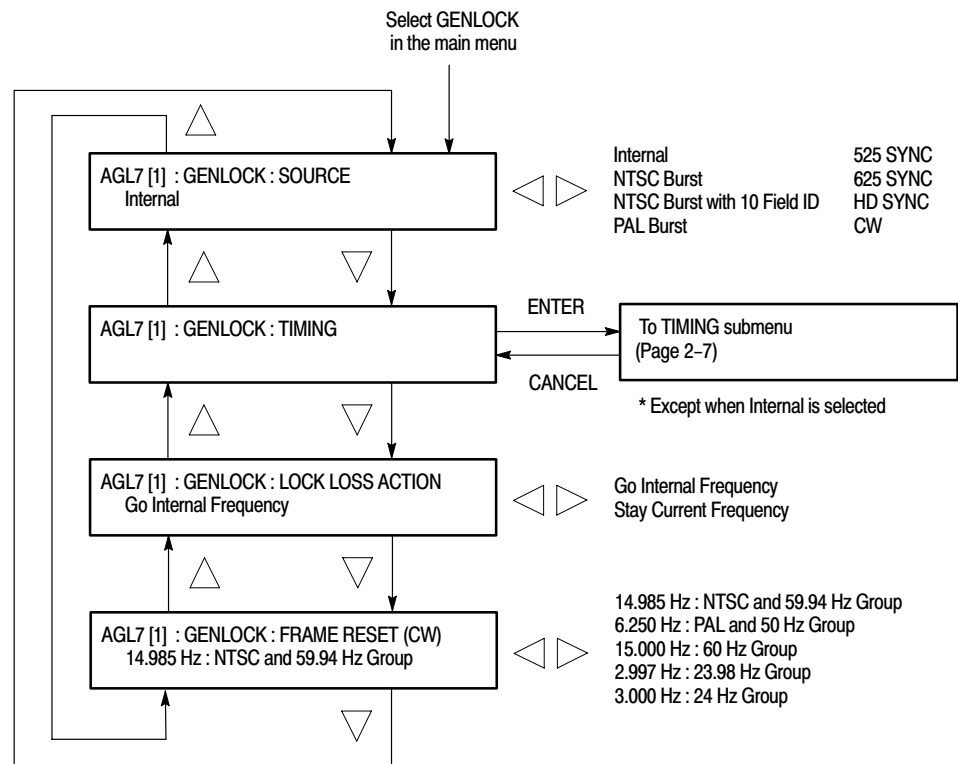 Select GENLOCK
in the main menu
AGL7 [1] : GENLOCK : SOURCE
Internal
Internal 525 SYNC
NTSC Burst 625 SYNC
NTSC Burst with 10 Field ID HD SYNC
PAL Burst CW
AGL7 [1] : GENLOCK : TIMING
ENTER
CANCEL
To TIMING submenu
(Page 2–7)
* Except when Internal is selected
AGL7 [1] : GENLOCK : LOCK LOSS ACTION
Go Internal Frequency
Go Internal Frequency
Stay Current Frequency
AGL7 [1] : GENLOCK : FRAME RESET (CW)
14.985 Hz : NTSC and 59.94 Hz Group
14.985 Hz : NTSC and 59.94 Hz Group
6.250 Hz : PAL and 50 Hz Group
15.000 Hz : 60 Hz Group
2.997 Hz : 23.98 Hz Group
3.000 Hz : 24 Hz Group